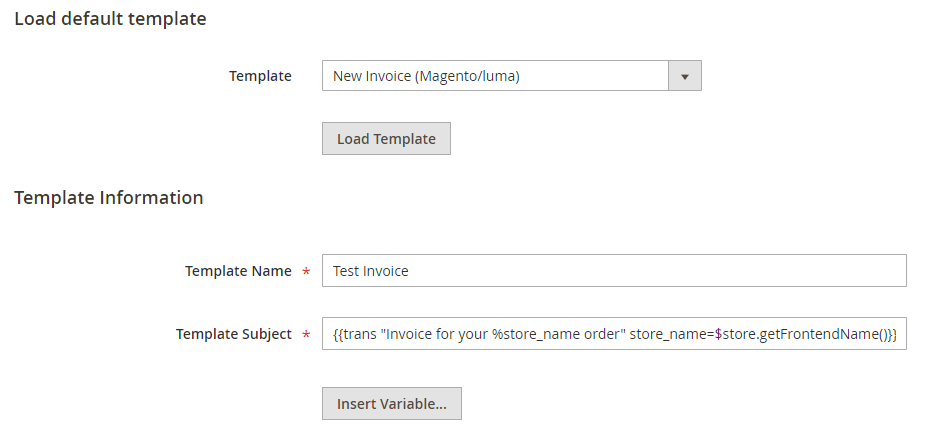 Load default template
Template New Invoice (Magento/luma)
Load Template
Template Information
Template Name * Test Invoice
Template Subject * {{trans "Invoice for your %store_name order" store_name=$store.getFrontendName()}}
Insert Variable...